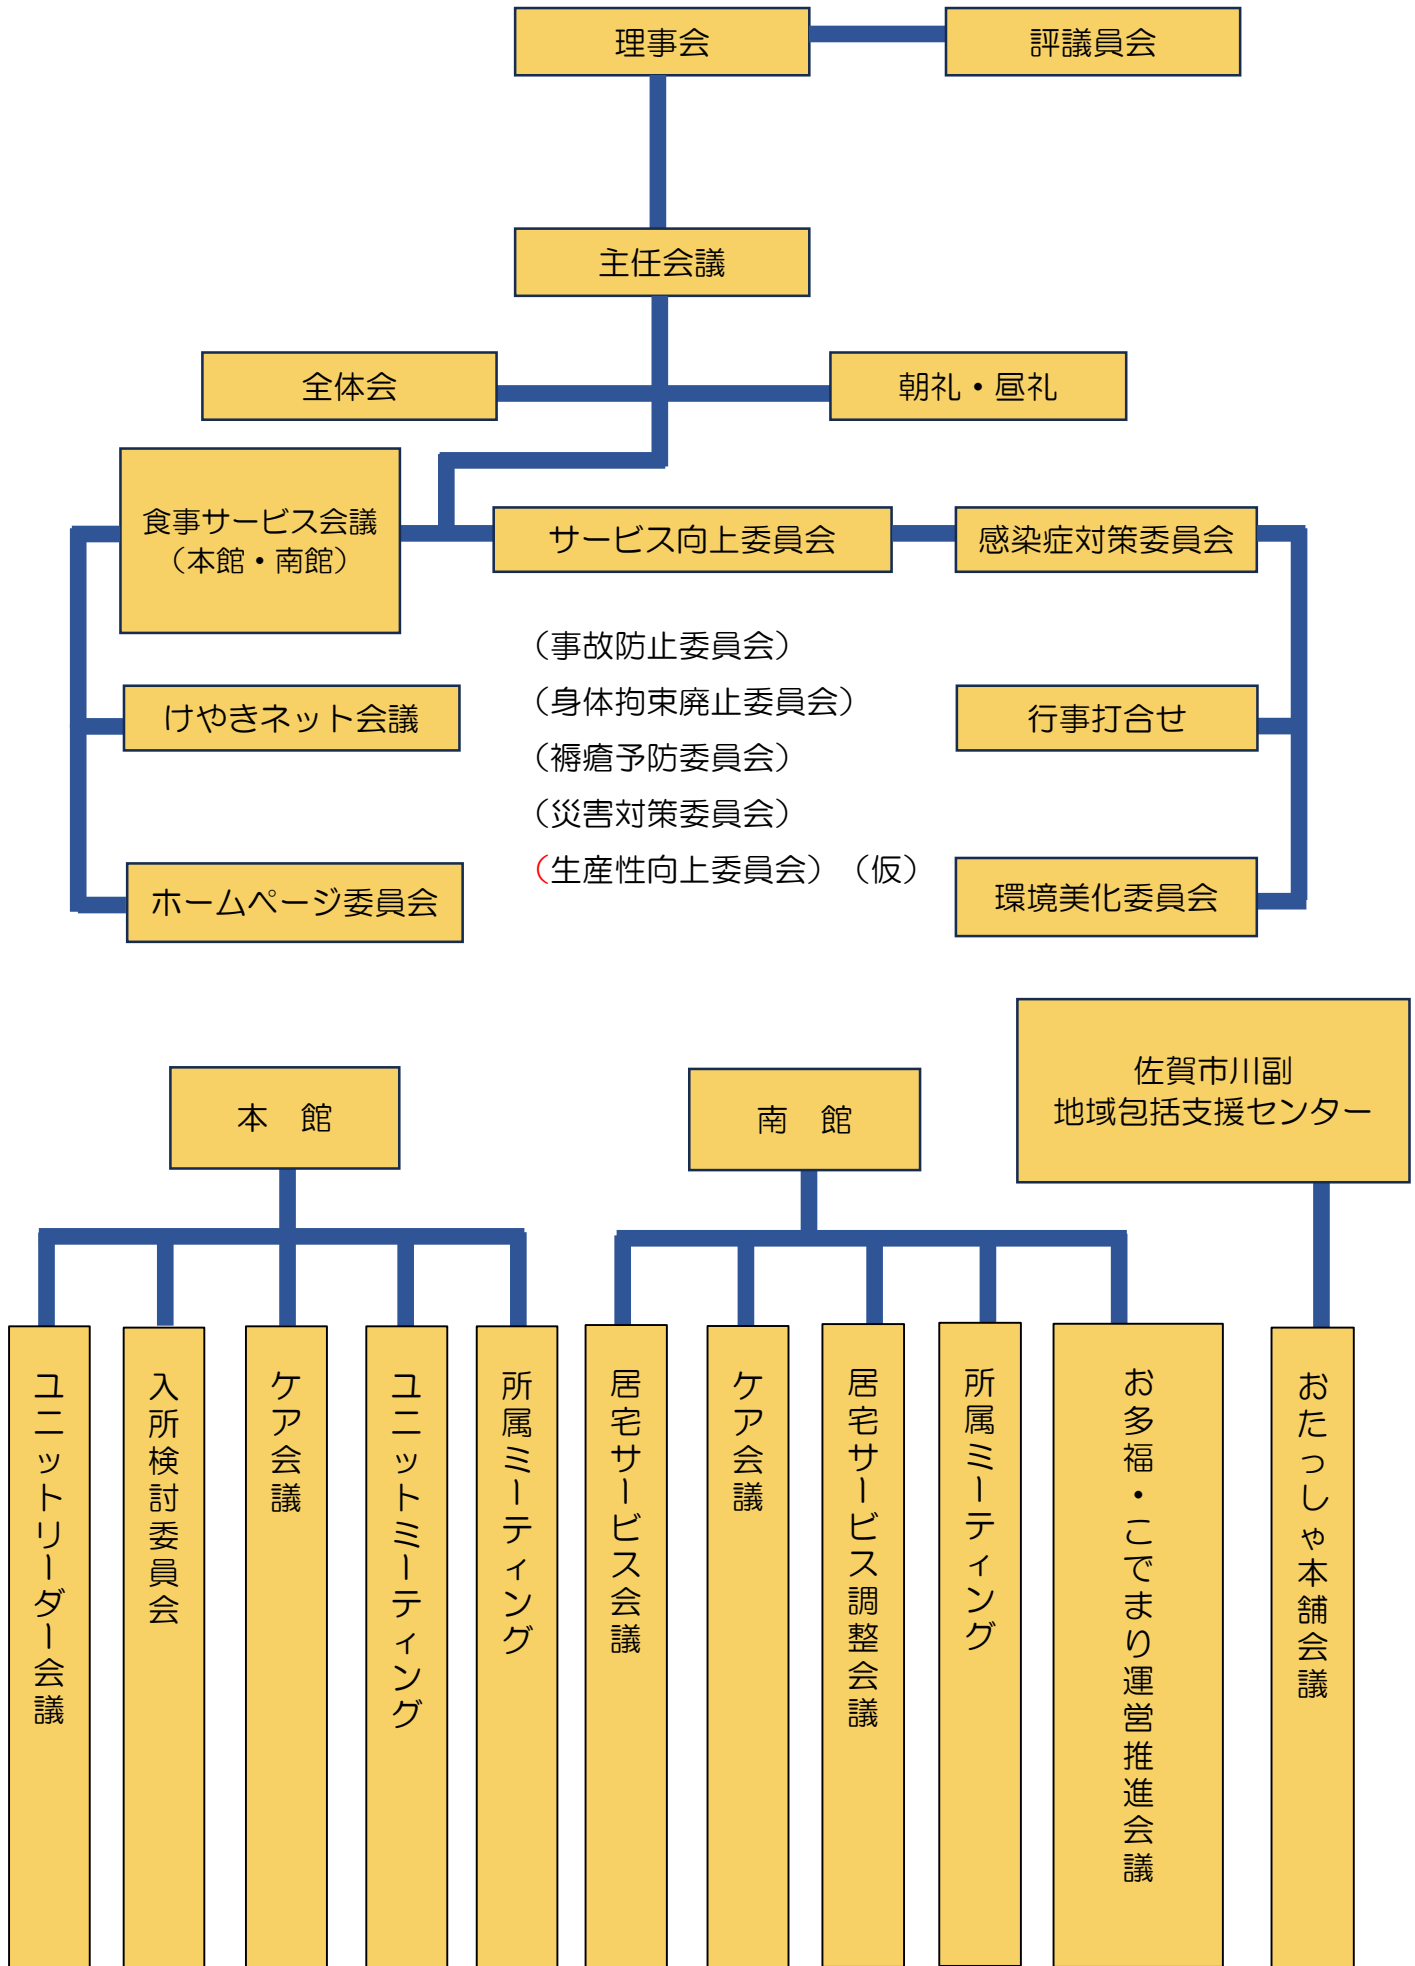 理事会
評議員会
主任会議
全体会
朝礼・昼礼
食事サービス会議
（本館・南館）
サービス向上委員会
感染症対策委員会
（事故防止委員会）
（身体拘束廃止委員会）
（褥瘡予防委員会）
（災害対策委員会）
（生産性向上委員会）（仮）
けやきネット会議
行事打合せ
ホームページ委員会
環境美化委員会
本　館
南　館
佐賀市川副
地域包括支援センター
ユニットリーダー会議
入所検討委員会
ケア会議
ユニットミーティング
所属ミーティング
居宅サービス会議
ケア会議
居宅サービス調整会議
所属ミーティング
お多福・こでまり運営推進会議
おたっしゃ本舗会議